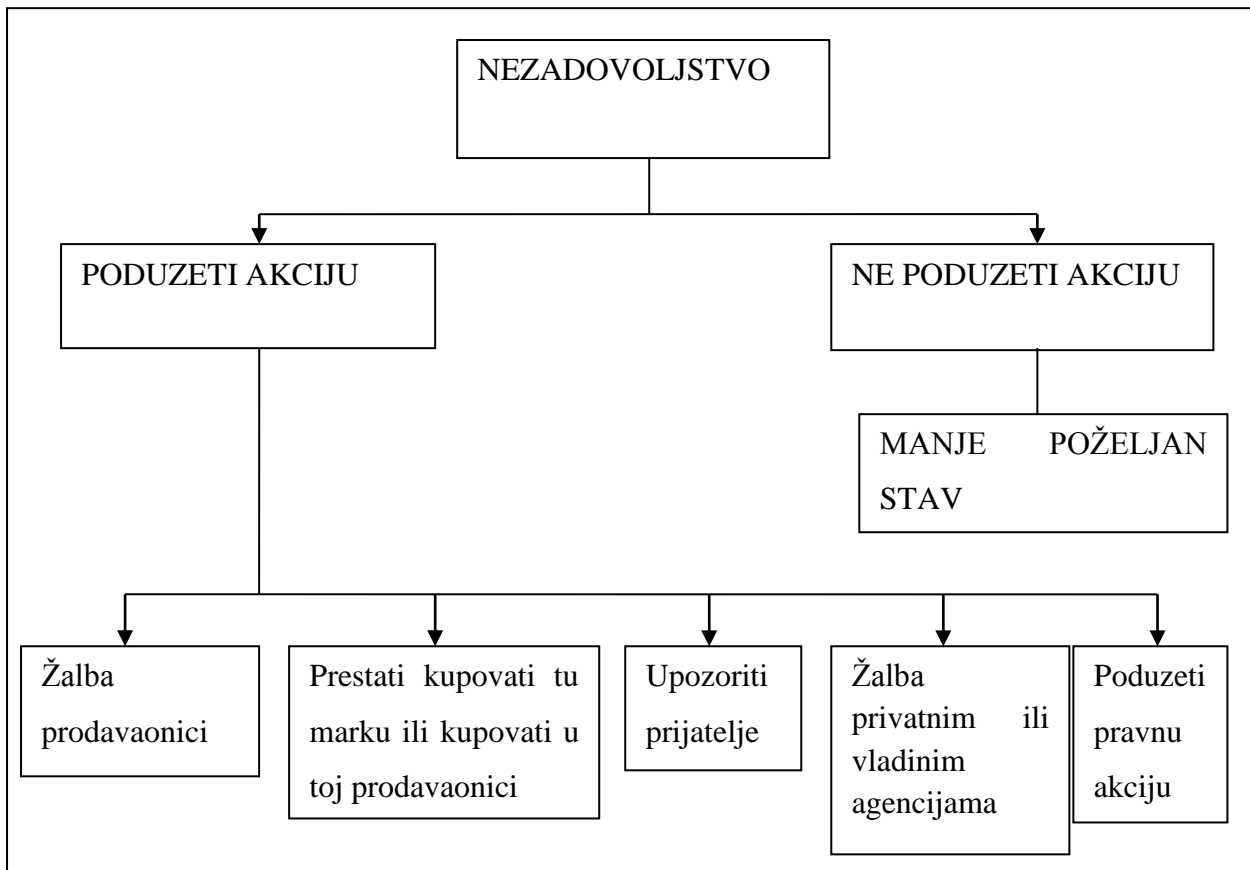 NEZADOVOLJSTVO
PODUZETI AKCIJU
NE PODUZETI AKCIJU
MANJE POŽELJAN
STAV
Žalba
prodavaonici
Prestati kupovati tu
marku ili kupovati u
toj prodavaonici
Upozoriti
prijatelje
Žalba
privatnim ili
vladinim
agencijama
Poduzeti
pravnu
akciju